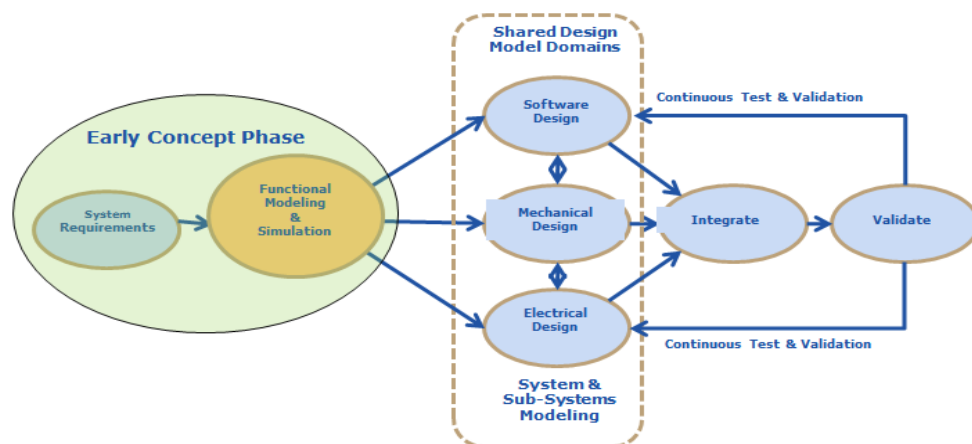 Shared Design
Model Domains
Early Concept Phase
System
Requirements
Functional
Modeling
&
Simulation
Software
Design
Mechanical
Design
Electrical
Design
System &
Sub-Systems
Modeling
Integrate
Validate
Continuous Test & Validation
Continuous Test & Validation